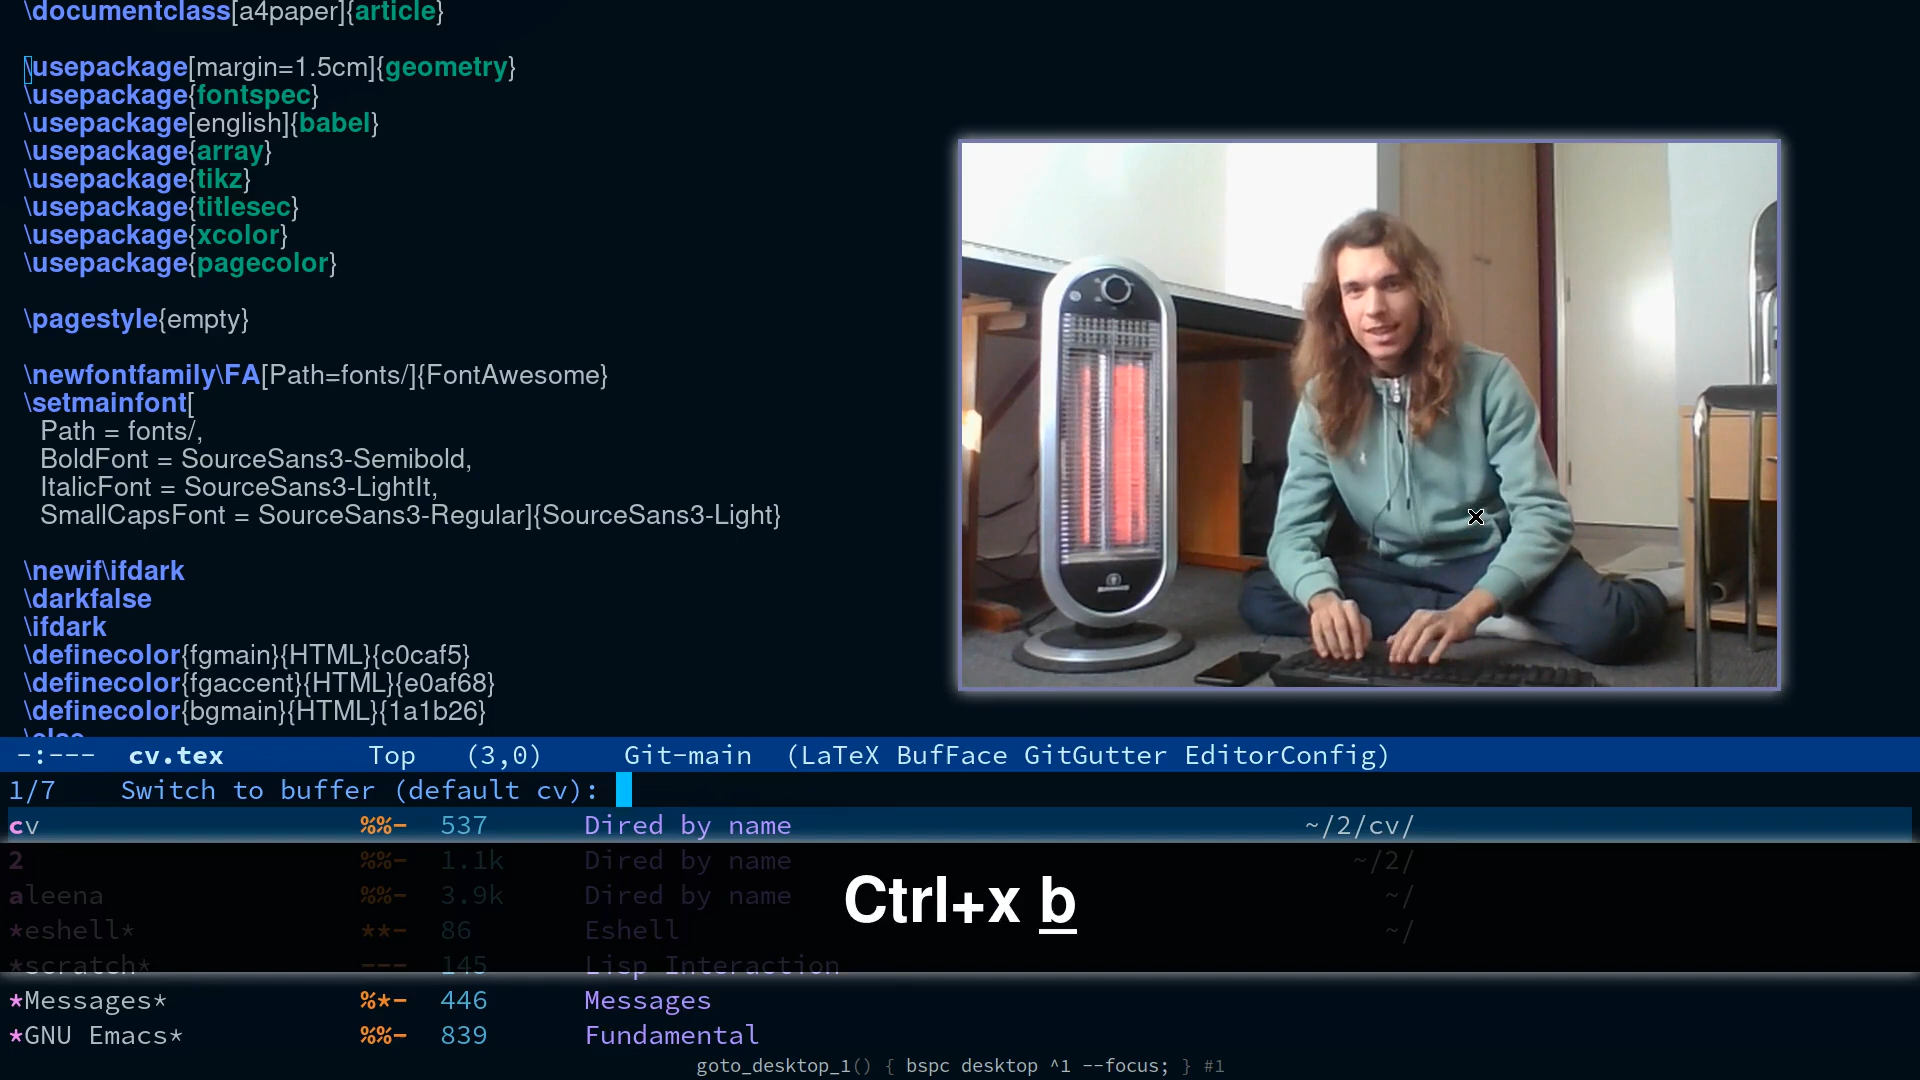 \documentclass[a4paper]{article}
\usepackage[margin=1.5cm]{geometry}
\usepackage{fontspec}
\usepackage[english]{babel}
\usepackage{array}
\usepackage{tikz}
\usepackage{titlesec}
\usepackage{xcolor}
\usepackage{pagecolor}
\pagestyle{empty}
\newfontfamily\FA[Path=fonts/]{FontAwesome}
\setmainfont[
Path = fonts/,
BoldFont = SourceSans3-Semibold,
ItalicFont = SourceSans3-LightIt,
SmallCapsFont = SourceSans3-Regular]{SourceSans3-Light}
\newif\ifdark
\darkfalse
\ifdark
\definecolor{fgmain}{HTML}{c0caf5}
\definecolor{fgaccent}{HTML}{e0af68}
\definecolor{bgmain}{HTML}{1a1b26}
\else
-:--- cv.tex Top (3,0) Git-main (LaTeX BufFace GitGutter EditorConfig)
1/7 Switch to buffer (default cv):
cv %%- 537 Dired by name ~/2/cv/
2 %%- 1.1k Dired by name ~/2/
aleena %%- 3.9k Dired by name ~/
*eshell* **- 86 Eshell ~/
*scratch* --- 145 Lisp Interaction
Ctrl+x b
*Messages* %*- 446 Messages
*GNU Emacs* %%- 839 Fundamental
goto_desktop_1() { bspc desktop ^1 --focus; } #1